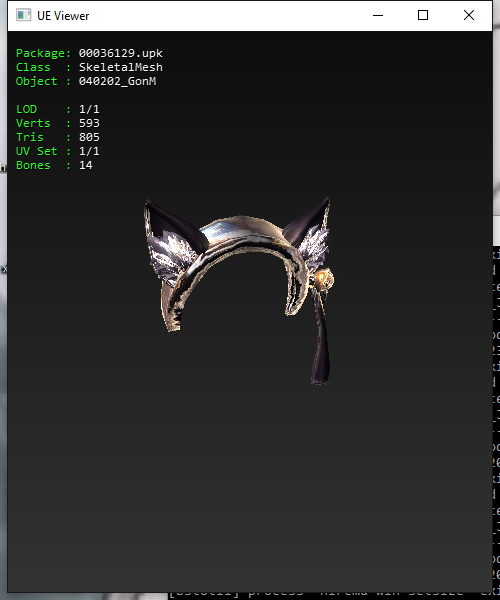 UE Viewer
Package: 00036129.upk
Class : SkeletalMesh
Object : 040202_GonM
LOD : 1/1
Verts : 593
Tris : 805
UV Set : 1/1
Bones : 14